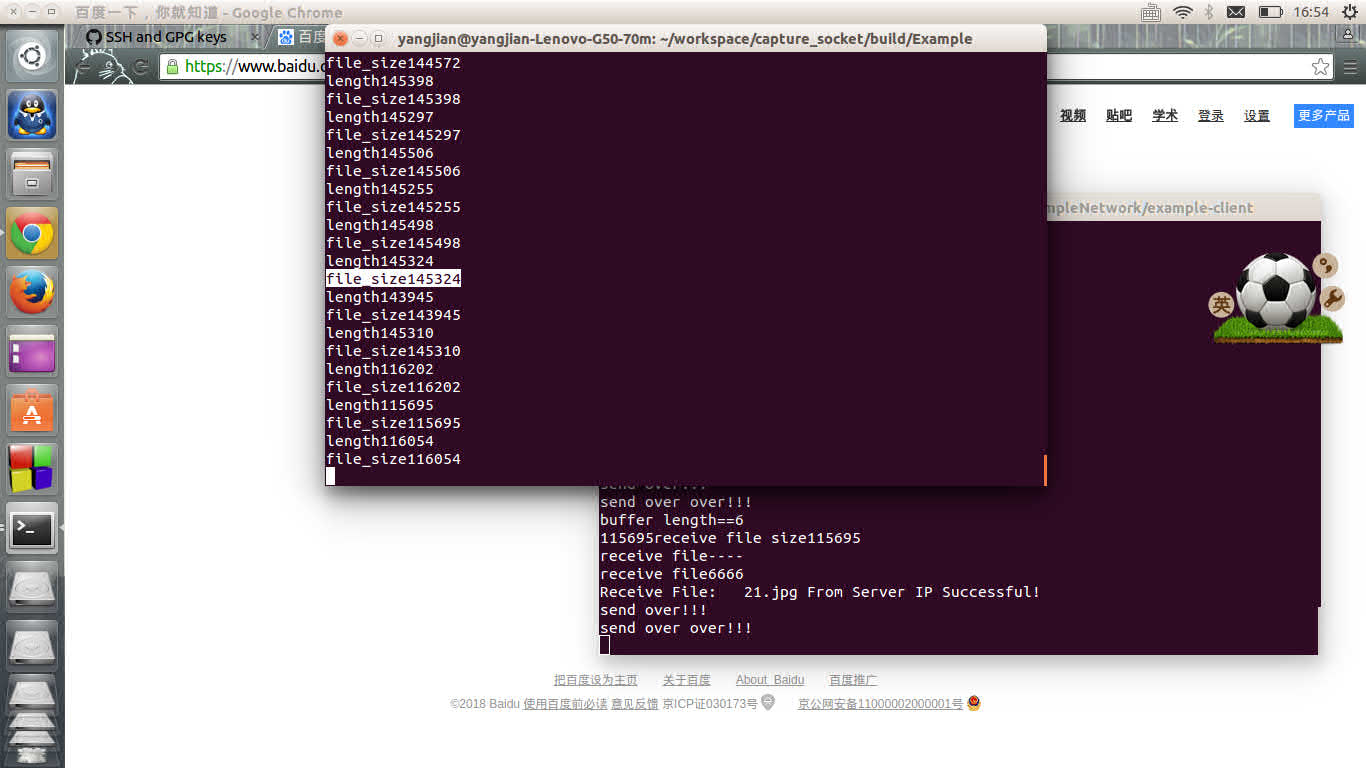 百度一下，你就知道 - Google Chrome
16:54
SSH and GPG keys
百度
https://www.baidu.c
yangjian@yangjian-Lenovo-G50-70m: ~/workspace/capture_socket/build/Example
file_size144572
length145398
file_size145398
length145297
file_size145297
length145506
file_size145506
length145255
file_size145255
length145498
file_size145498
length145324
file_size145324
length143945
file_size143945
length145310
file_size145310
length116202
file_size116202
length115695
file_size115695
length116054
file_size116054
视频 贴吧 学术 登录 设置 更多产品
mpleNetwork/example-client
英
send over!!!
send over over!!!
buffer length==6
115695receive file size115695
receive file----
receive file6666
Receive File:   21.jpg From Server IP Successful!
send over!!!
send over over!!!
把百度设为主页 关于百度 About Baidu 百度推广
©2018 Baidu 使用百度前必读 意见反馈 京ICP证030173号 京公网安备11000002000001号